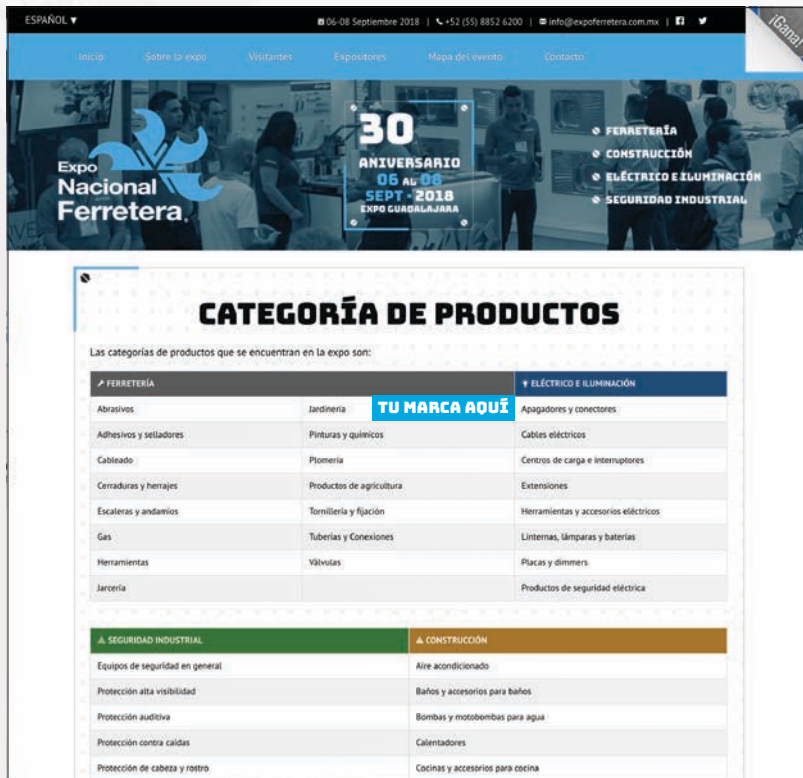 ESPAÑOL ▼
06-08 Septiembre 2018 | +52 (55) 8852 6200 | info@expoferretera.com.mx |
¡Gana!
Inicio Sobre la expo Visitantes Expositores Mapa del evento Contacto
Expo
Nacional
Ferretera.
30
ANIVERSARIO
06 AL 08
SEPT - 2018
EXPO GUADALAJARA
FERRETERÍA
CONSTRUCCIÓN
ELÉCTRICO E ILUMINACIÓN
SEGURIDAD INDUSTRIAL
CATEGORÍA DE PRODUCTOS
Las categorías de productos que se encuentran en la expo son:
FERRETERÍA ELÉCTRICO E ILUMINACIÓN
Abrasivos Jardinería TU MARCA AQUÍ Apagadores y conectores
Adhesivos y selladores Pinturas y químicos Cables eléctricos
Cableado Plomería Centros de carga e interruptores
Cerraduras y herrajes Productos de agricultura Extensiones
Escaleras y andamios Tornillería y fijación Herramientas y accesorios eléctricos
Gas Tuberías y Conexiones Linternas, lámparas y baterías
Herramientas Válvulas Placas y dimmers
Jarcería Productos de seguridad eléctrica
SEGURIDAD INDUSTRIAL CONSTRUCCIÓN
Equipos de seguridad en general Aire acondicionado
Protección alta visibilidad Baños y accesorios para baños
Protección auditiva Bombas y motobombas para agua
Protección contra caídas Calentadores
Protección de cabeza y rostro Cocinas y accesorios para cocina